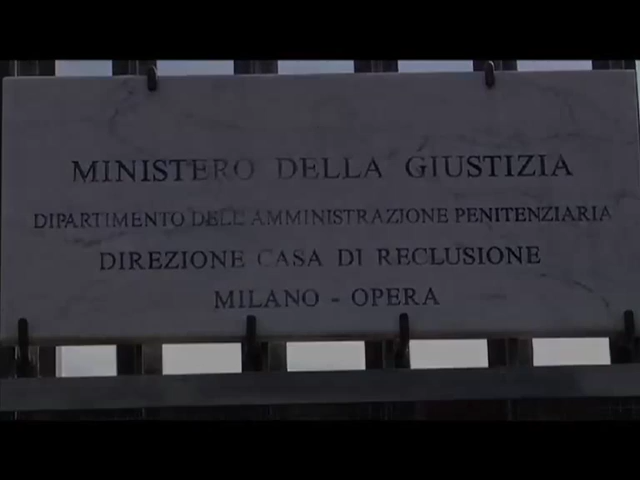 MINISTERO DELLA GIUSTIZIA
DIPARTIMENTO DELL'AMMINISTRAZIONE PENITENZIARIA
DIREZIONE CASA DI RECLUSIONE
MILANO - OPERA